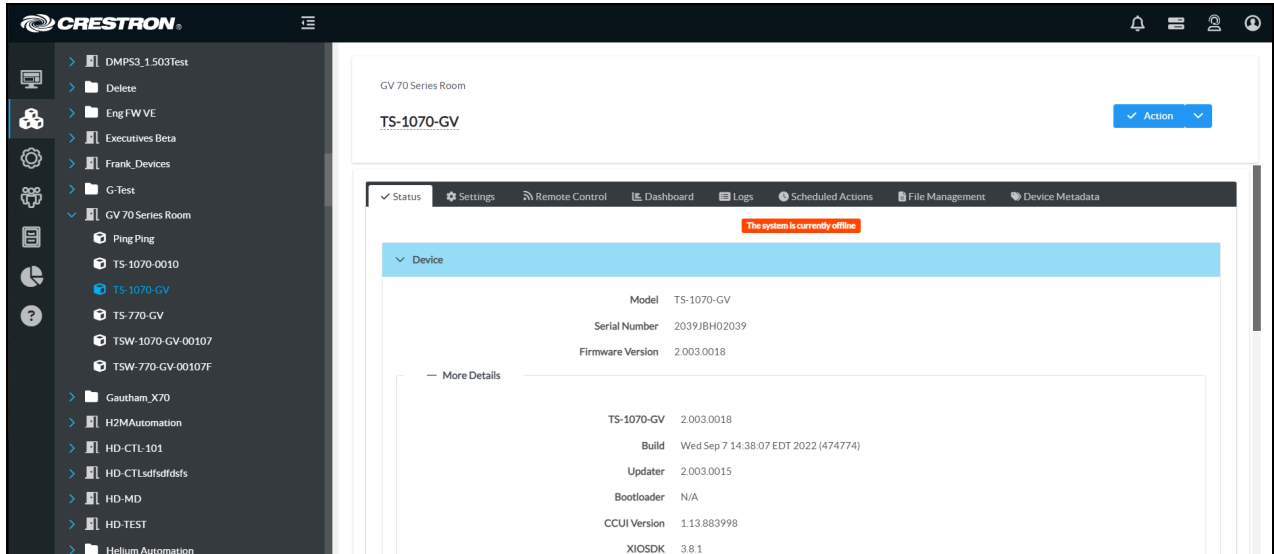 CRESTRON®
DMPS3_1.503Test
Delete
Eng FW VE
Executives Beta
Frank_Devices
G-Test
GV 70 Series Room
Ping Ping
TS-1070-0010
TS-1070-GV
TS-770-GV
TSW-1070-GV-00107
TSW-770-GV-00107F
Gautham_X70
H2MAutomation
HD-CTL-101
HD-CTLsdfsdfdsfs
HD-MD
HD-TEST
Helium Automation
GV 70 Series Room
TS-1070-GV
Action
Status Settings Remote Control Dashboard Logs Scheduled Actions File Management Device Metadata
The system is currently offline
Device
Model TS-1070-GV
Serial Number 2039JBH02039
Firmware Version 2.003.0018
More Details
TS-1070-GV 2.003.0018
Build Wed Sep 7 14:38:07 EDT 2022 (474774)
Updater 2.003.0015
Bootloader N/A
CCUI Version 1.13.883998
XIOSDK 3.8.1